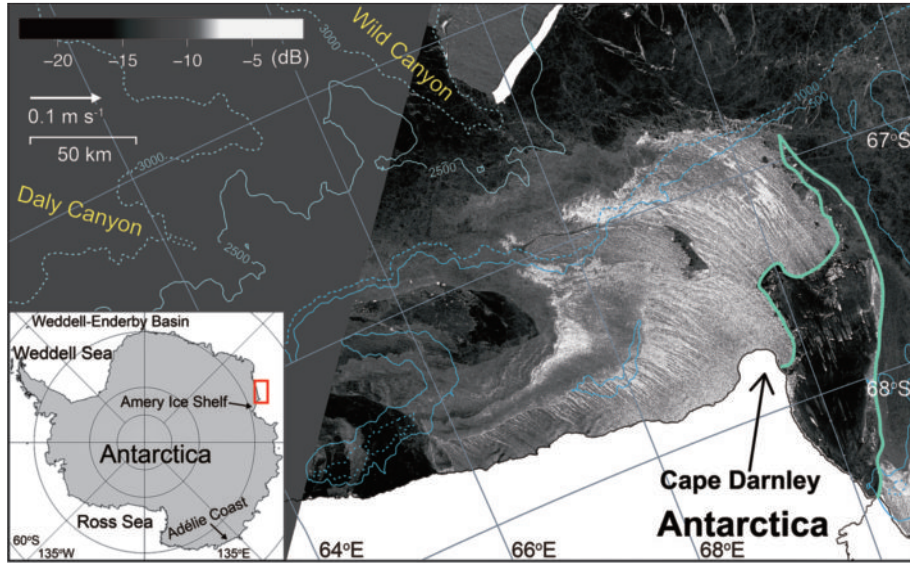 −20 −15 −10 −5 (dB)
0.1 m s⁻¹
50 km
Wild Canyon
Daly Canyon
3000
3000
3000
2500
2500
1000
500
67°S
68°S
Cape Darnley
Antarctica
64°E 66°E 68°E
Weddell-Enderby Basin
Weddell Sea
Amery Ice Shelf
Antarctica
Ross Sea
Adélie Coast
60°S
135°W 135°E